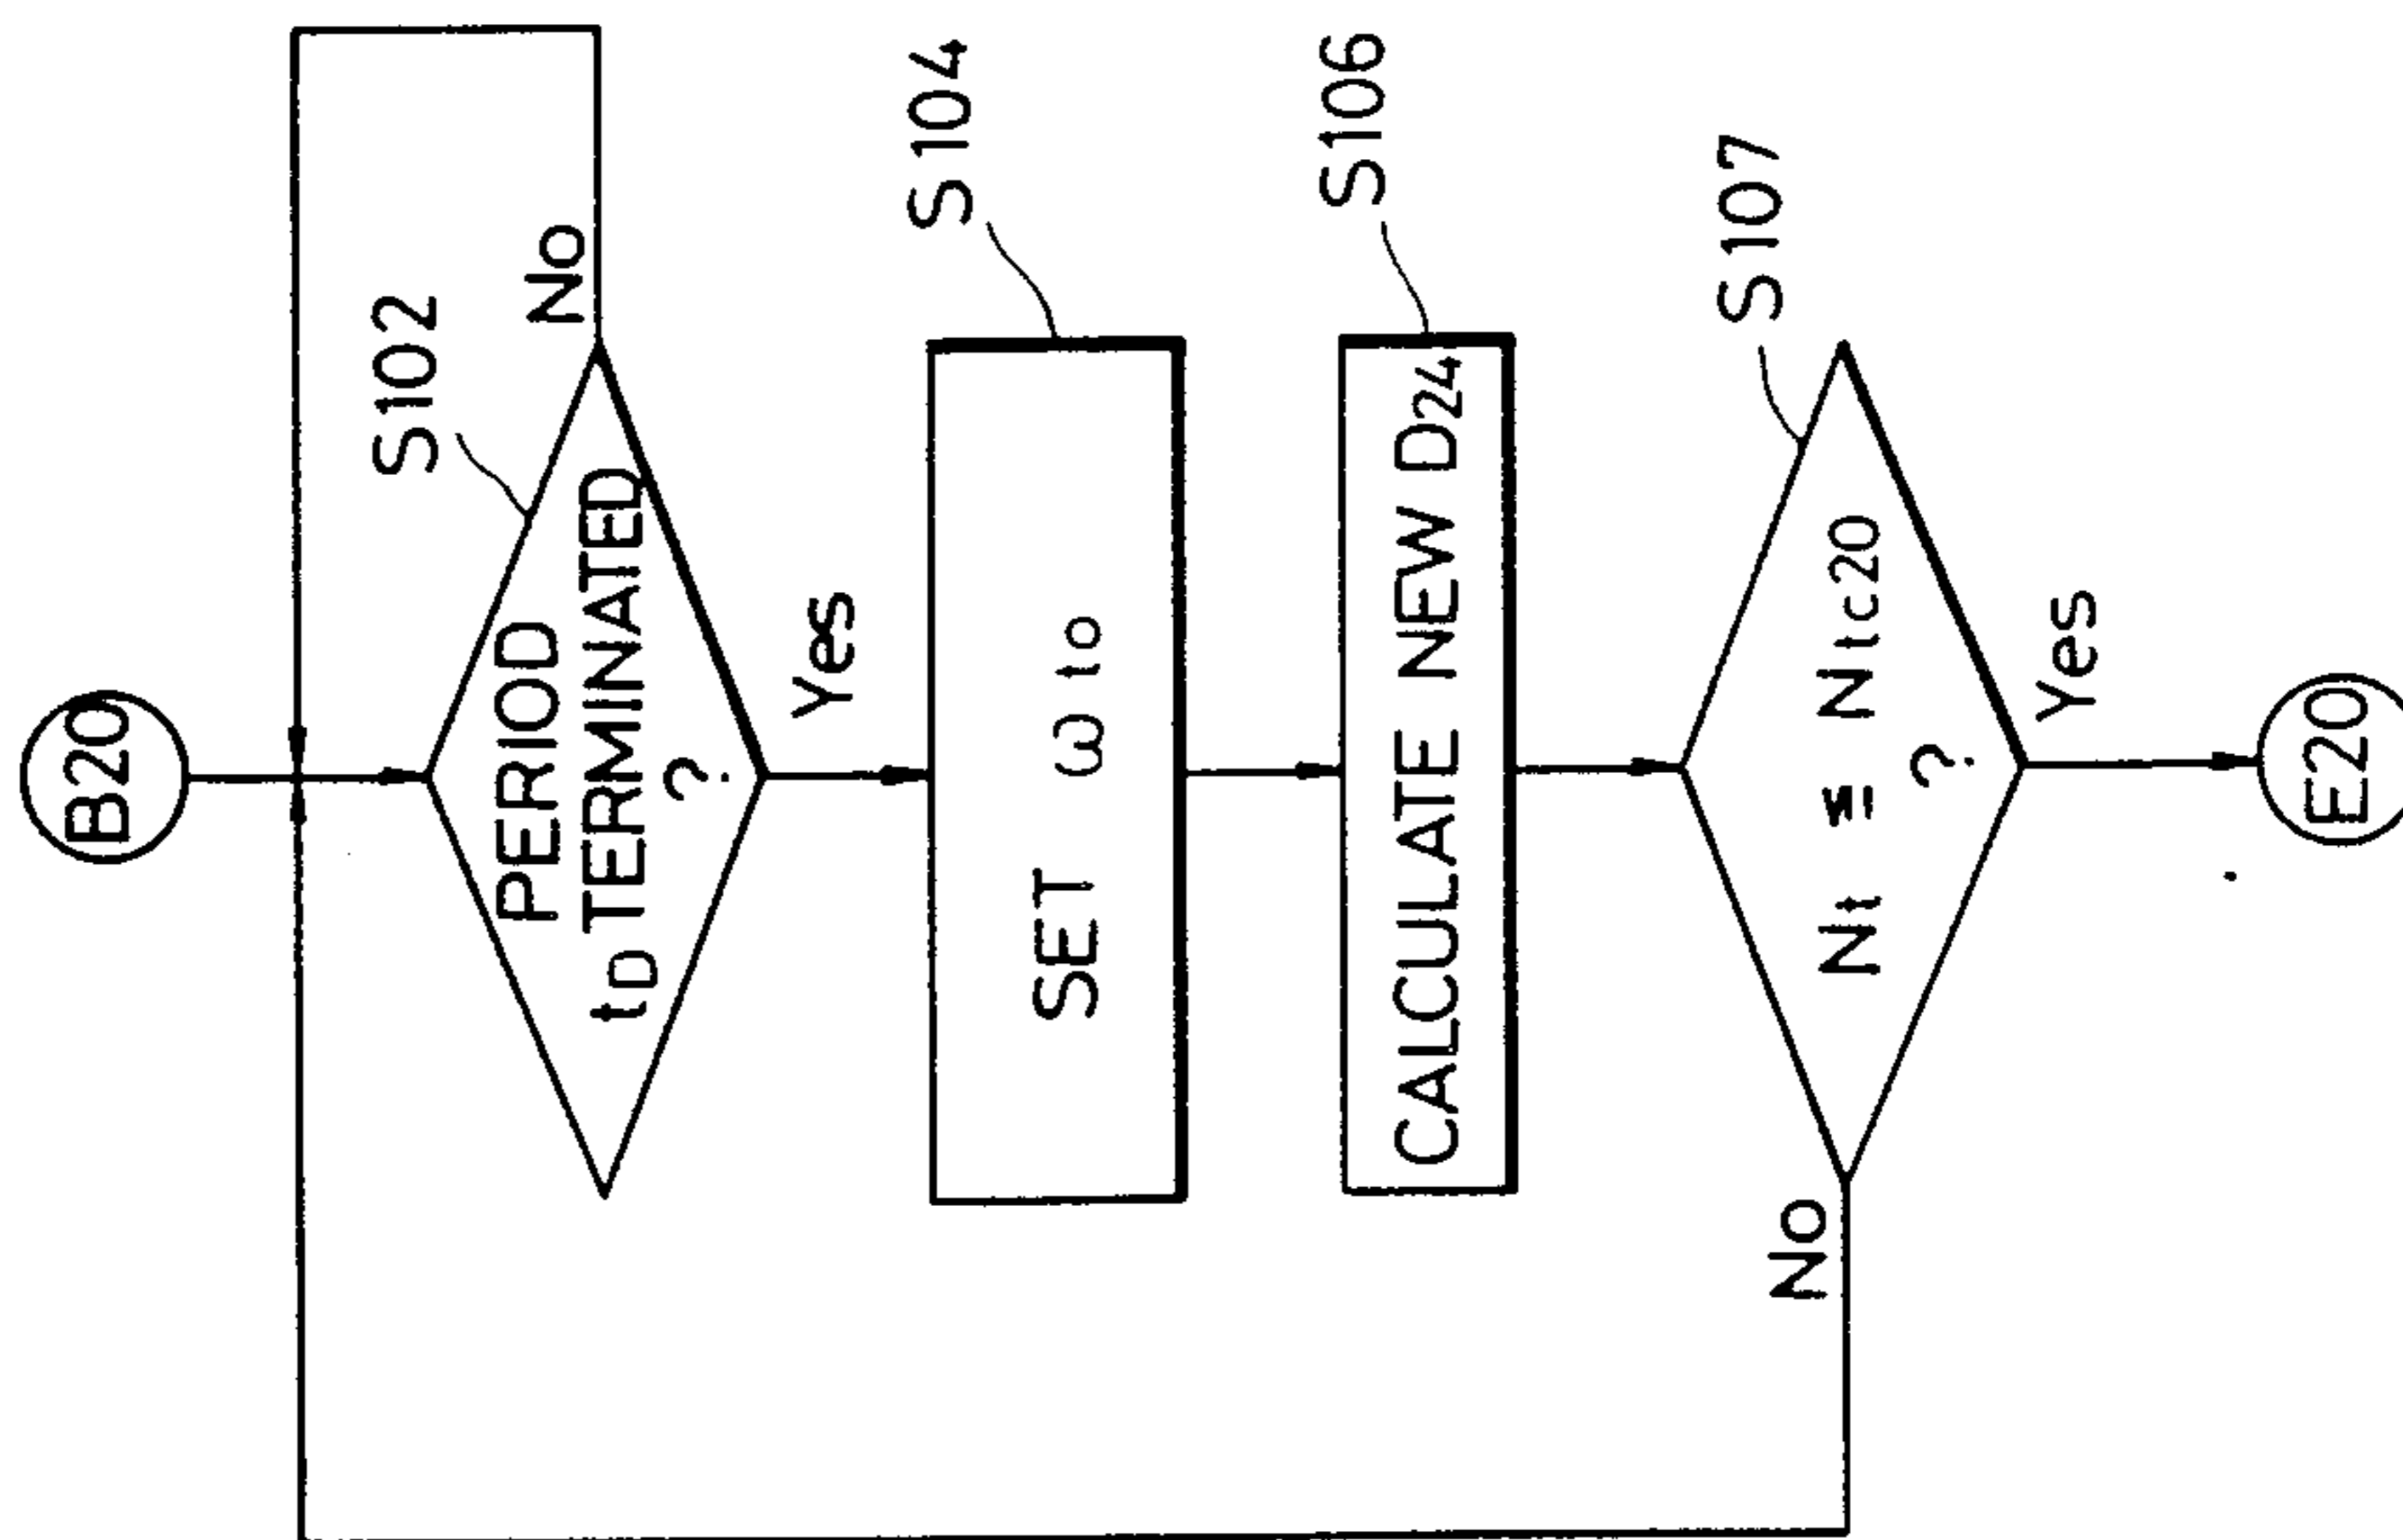 B20
S102
PERIOD
tD TERMINATED
?
No
Yes
S104
SET ω to
S106
CALCULATE NEW D24
S107
Nt ≦ Ntc20
?
No
Yes
E20